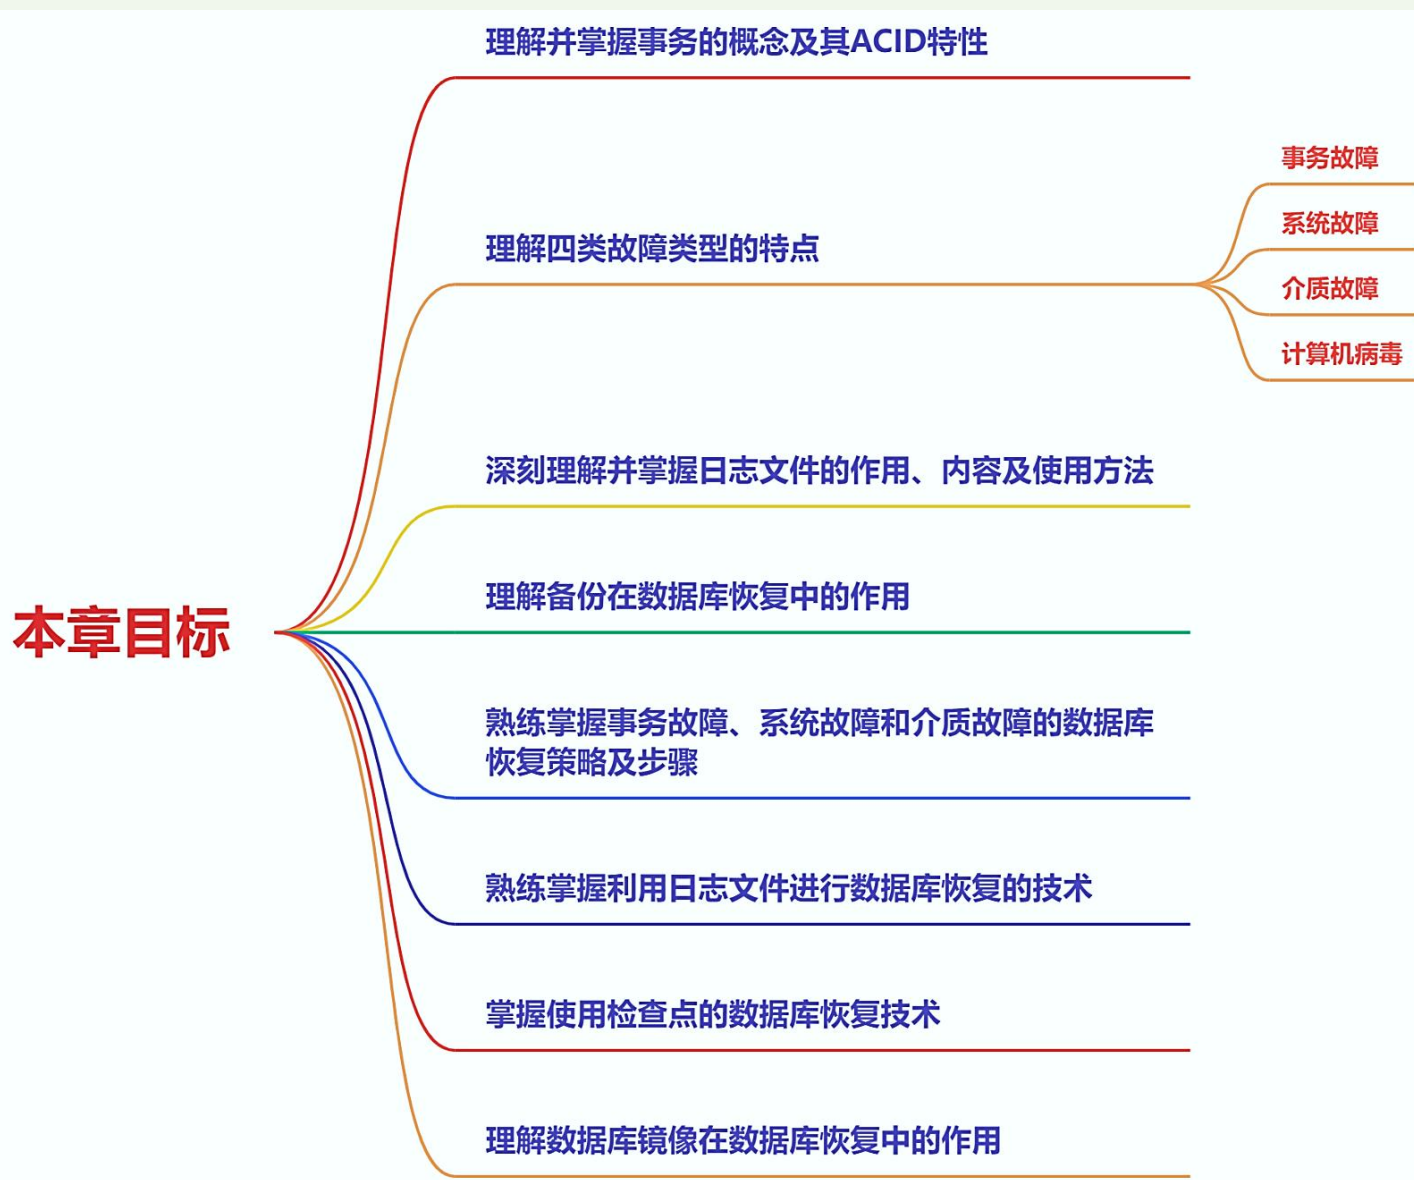 理解并掌握事务的概念及其ACID特性
事务故障
系统故障
理解四类故障类型的特点
介质故障
计算机病毒
深刻理解并掌握日志文件的作用、内容及使用方法
理解备份在数据库恢复中的作用
本章目标
熟练掌握事务故障、系统故障和介质故障的数据库
恢复策略及步骤
熟练掌握利用日志文件进行数据库恢复的技术
掌握使用检查点的数据库恢复技术
理解数据库镜像在数据库恢复中的作用